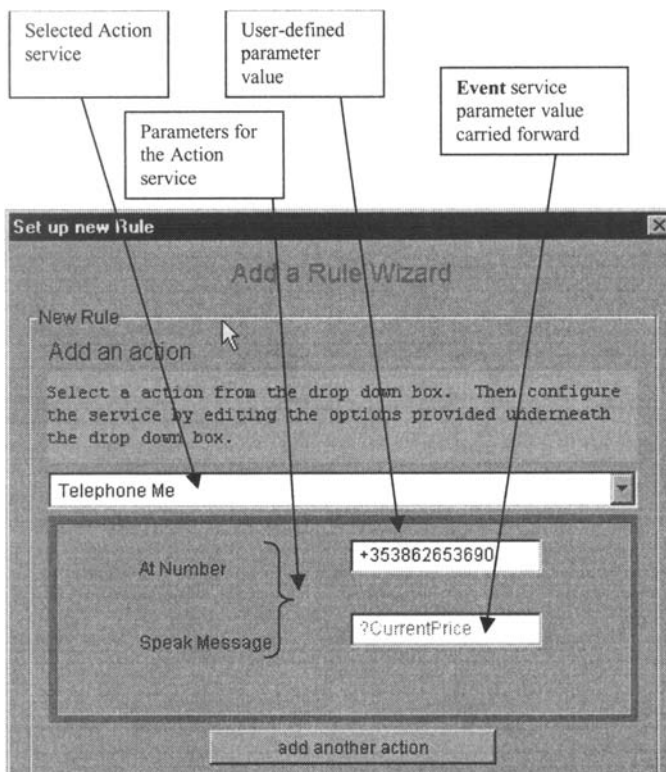 Selected Action
service
User-defined
parameter
value
Parameters for
the Action
service
Event service
parameter value
carried forward
Set up new Rule
Add a Rule Wizard
New Rule
Add an action
Select a action from the drop down box. Then configure
the service by editing the options provided underneath
the drop down box.
Telephone Me
At Number
+353862653690
Speak Message
?CurrentPrice
add another action